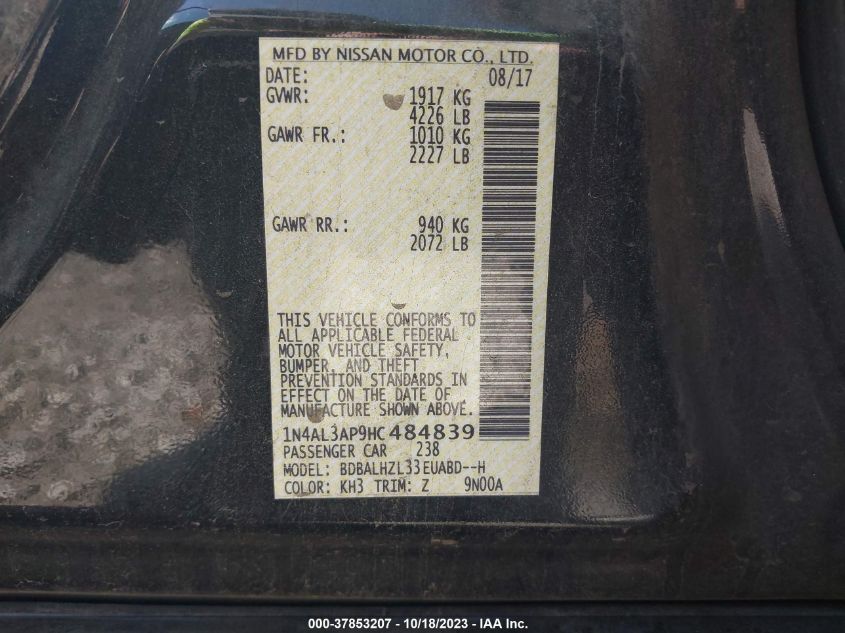 MFD BY NISSAN MOTOR CO., LTD.
DATE: 08/17
GVWR: 1917 KG
4226 LB
GAWR FR.: 1010 KG
2227 LB
GAWR RR.: 940 KG
2072 LB
THIS VEHICLE CONFORMS TO
ALL APPLICABLE FEDERAL
MOTOR VEHICLE SAFETY,
BUMPER, AND THEFT
PREVENTION STANDARDS IN
EFFECT ON THE DATE OF
MANUFACTURE SHOWN ABOVE.
1N4AL3AP9HC484839
PASSENGER CAR 238
MODEL: BDBALHZL33EUABD--H
COLOR: KH3 TRIM: Z 9N00A
000-37853207 - 10/18/2023 - IAA Inc.